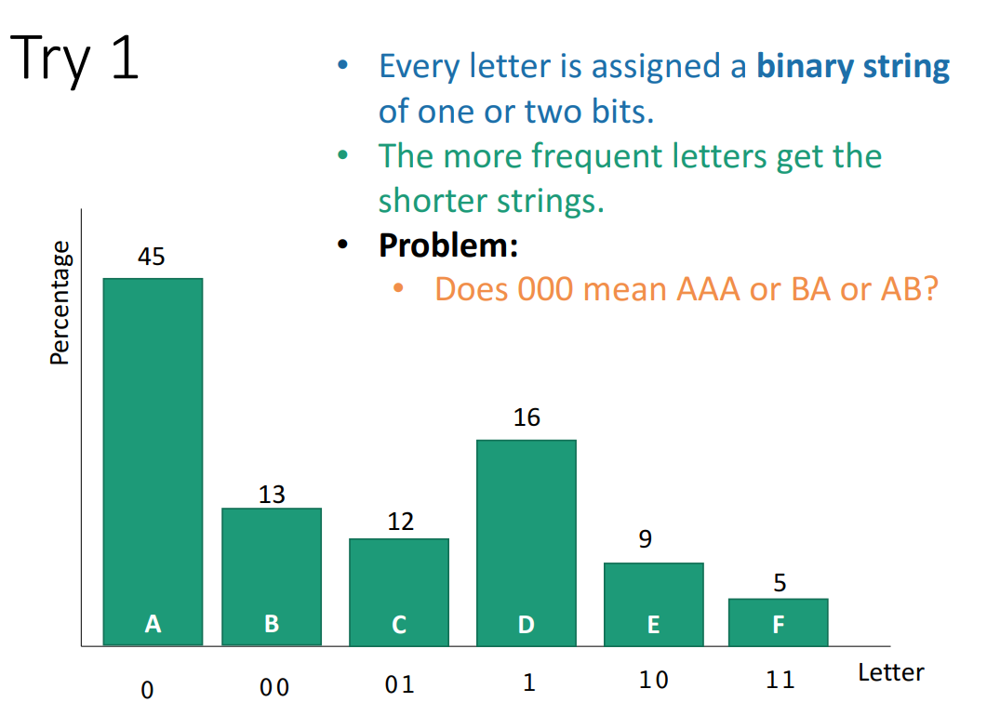 Try 1
• Every letter is assigned a binary string
of one or two bits.
• The more frequent letters get the
shorter strings.
• Problem:
• Does 000 mean AAA or BA or AB?
Percentage
45
13
12
16
9
5
A B C D E F
0 00 01 1 10 11
Letter